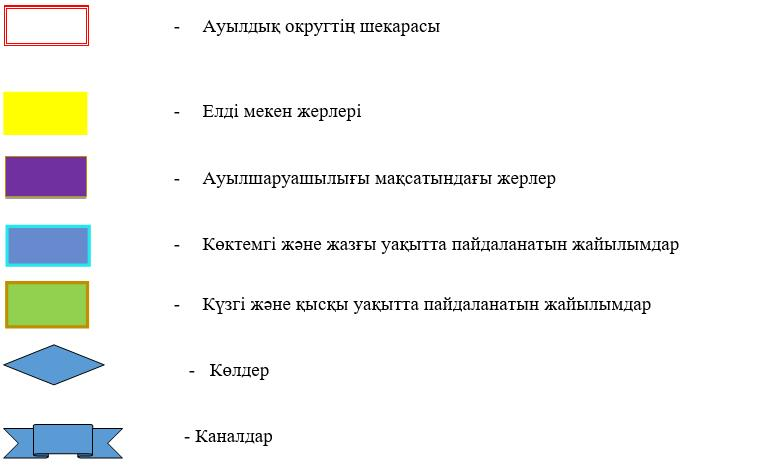 - Ауылдық округтің шекарасы
- Елді мекен жерлері
- Ауылшаруашылығы мақсатындағы жерлер
- Көктемгі және жазғы уақытта пайдаланатын жайылымдар
- Күзгі және қысқы уақытта пайдаланатын жайылымдар
- Көлдер
- Каналдар